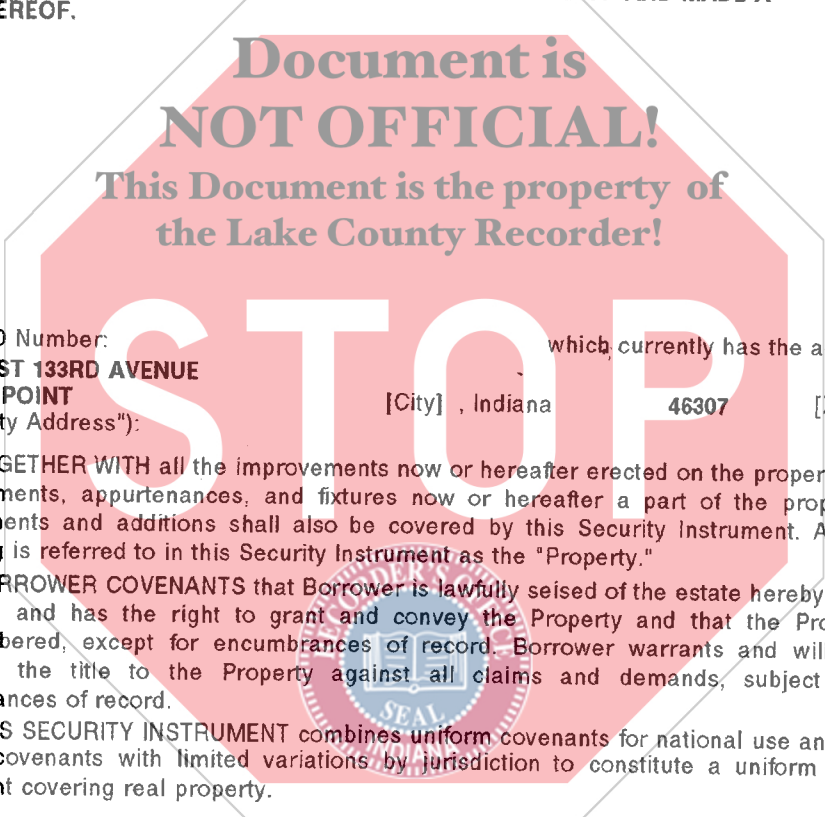 EREOF.
Document is
NOT OFFICIAL!
This Document is the property of
the Lake County Recorder!
STOP
Number:
which currently has the a
ST 133RD AVENUE
POINT
[City] , Indiana 46307 [
ty Address"):
GETHER WITH all the improvements now or hereafter erected on the proper
ments, appurtenances, and fixtures now or hereafter a part of the prop
ents and additions shall also be covered by this Security Instrument. A
is referred to in this Security Instrument as the "Property."
RROWER COVENANTS that Borrower is lawfully seised of the estate hereby
and has the right to grant and convey the Property and that the Pro
bered, except for encumbrances of record. Borrower warrants and wil
the title to the Property against all claims and demands, subject
ances of record.
S SECURITY INSTRUMENT combines uniform covenants for national use an
covenants with limited variations by jurisdiction to constitute a uniform
t covering real property.
RECORDER'S OFFICE
SEAL
INDIANA